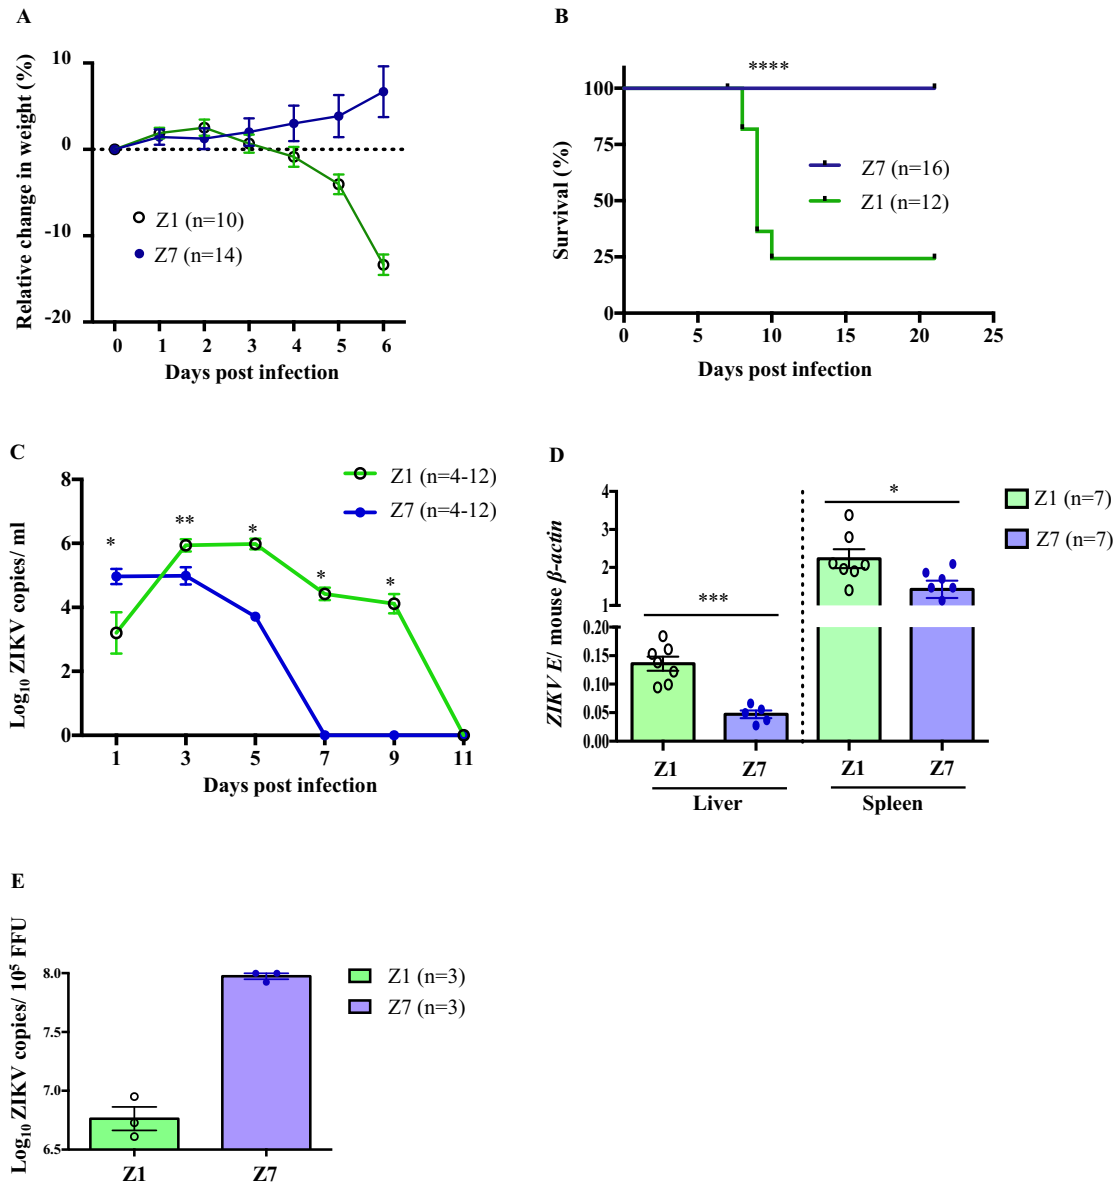 A
10
0
-10
-20
Relative change in weight (%)
Z1 (n=10)
Z7 (n=14)
0 1 2 3 4 5 6
Days post infection
B
****
100
75
50
25
0
Survival (%)
Z7 (n=16)
Z1 (n=12)
0 5 10 15 20 25
Days post infection
C
Z1 (n=4-12)
Z7 (n=4-12)
8
6
4
2
0
Log10 ZIKV copies/ ml
* ** * * *
1 3 5 7 9 11
Days post infection
D
Z1 (n=7)
Z7 (n=7)
4
3
2
1
0.20
0.15
0.10
0.05
0.00
ZIKV E/ mouse β-actin
***
*
Z1 Z7 Z1 Z7
Liver Spleen
E
8.0
7.5
7.0
6.5
Log10 ZIKV copies/ 10⁵ FFU
Z1 (n=3)
Z7 (n=3)
Z1 Z7